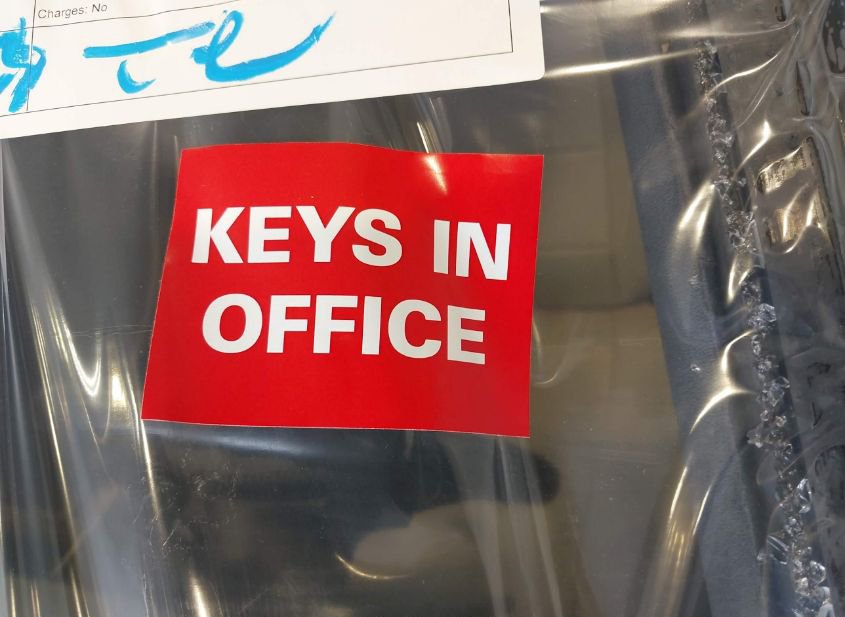 Charges: No
KEYS IN
OFFICE